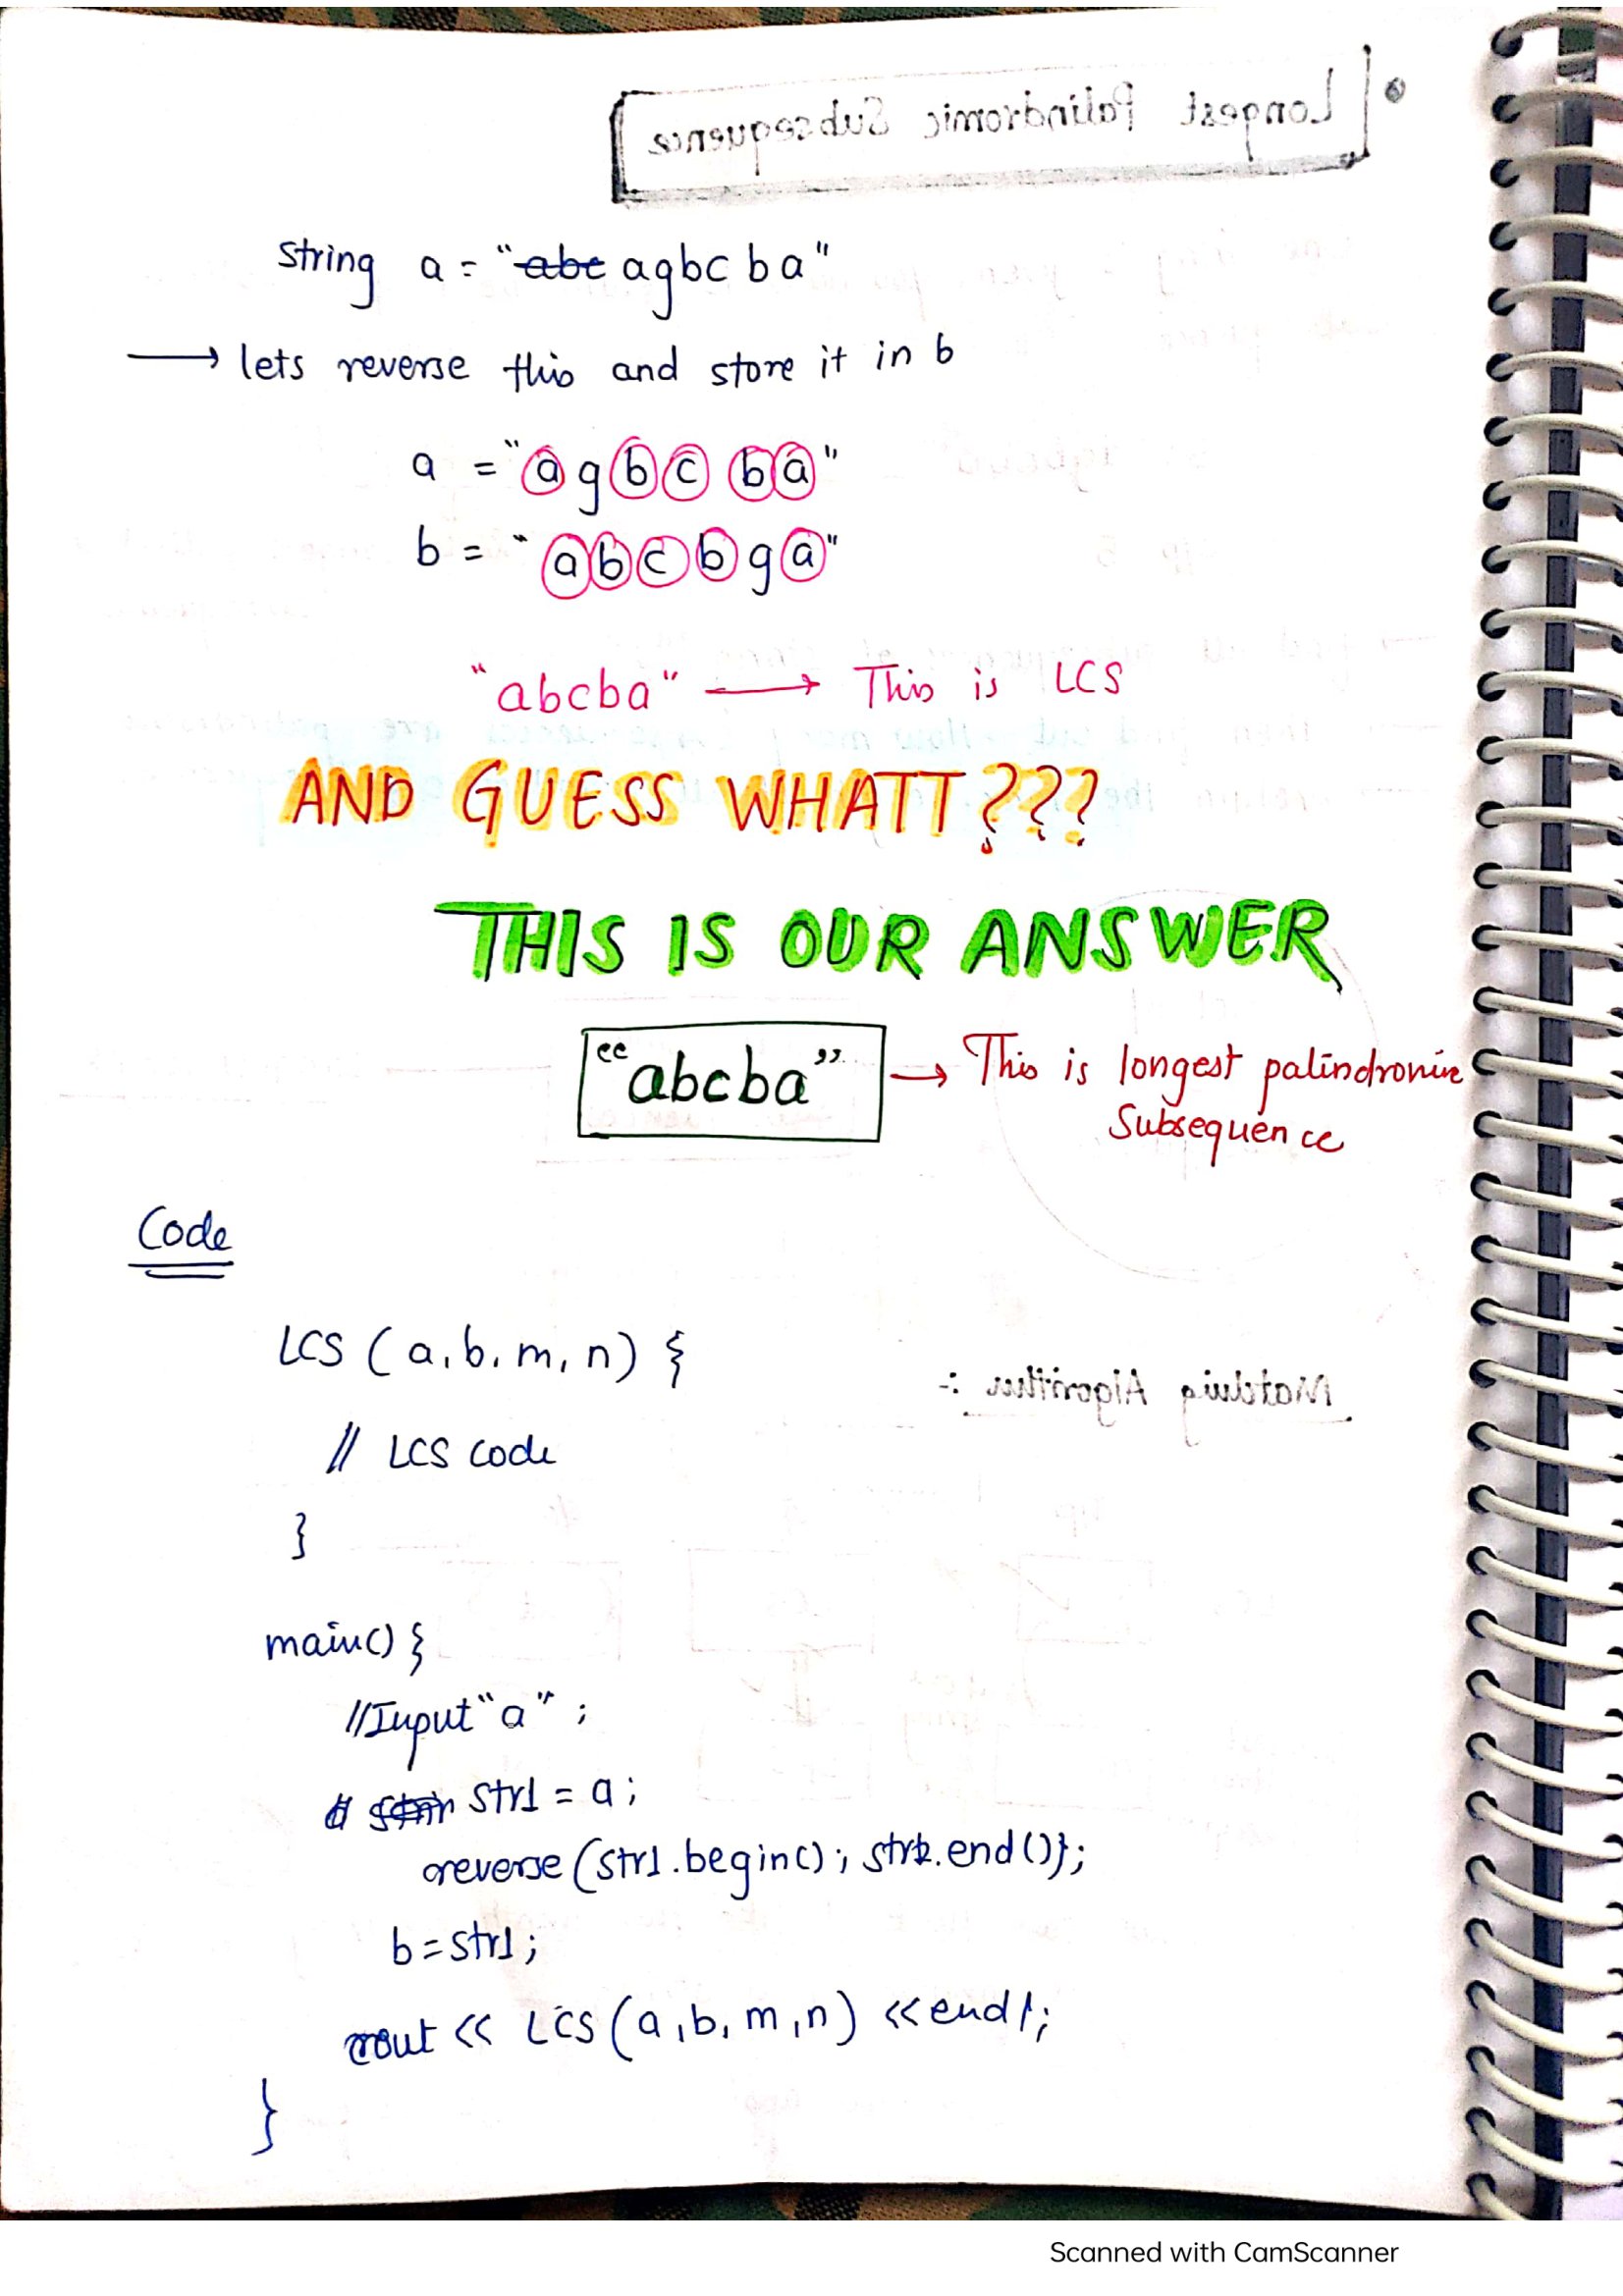 Longest Palindromic Subsequence
String a = "abc agbcba"
→ lets reverse this and store it in b
a = "agbcba"
b = "abcbga"
"abcba" → This is LCS
AND GUESS WHATT???
THIS IS OUR ANSWER
"abcba" → This is longest palindromic
Subsequence
Code
LCS (a, b, m, n) {
// LCS code
}
Matching Algorithm :-
main() {
//Input "a" ;
str1 = a;
reverse (str1.begin(); str1.end()};
b = str1;
cout << LCS (a, b, m, n) << endl;
}
Scanned with CamScanner